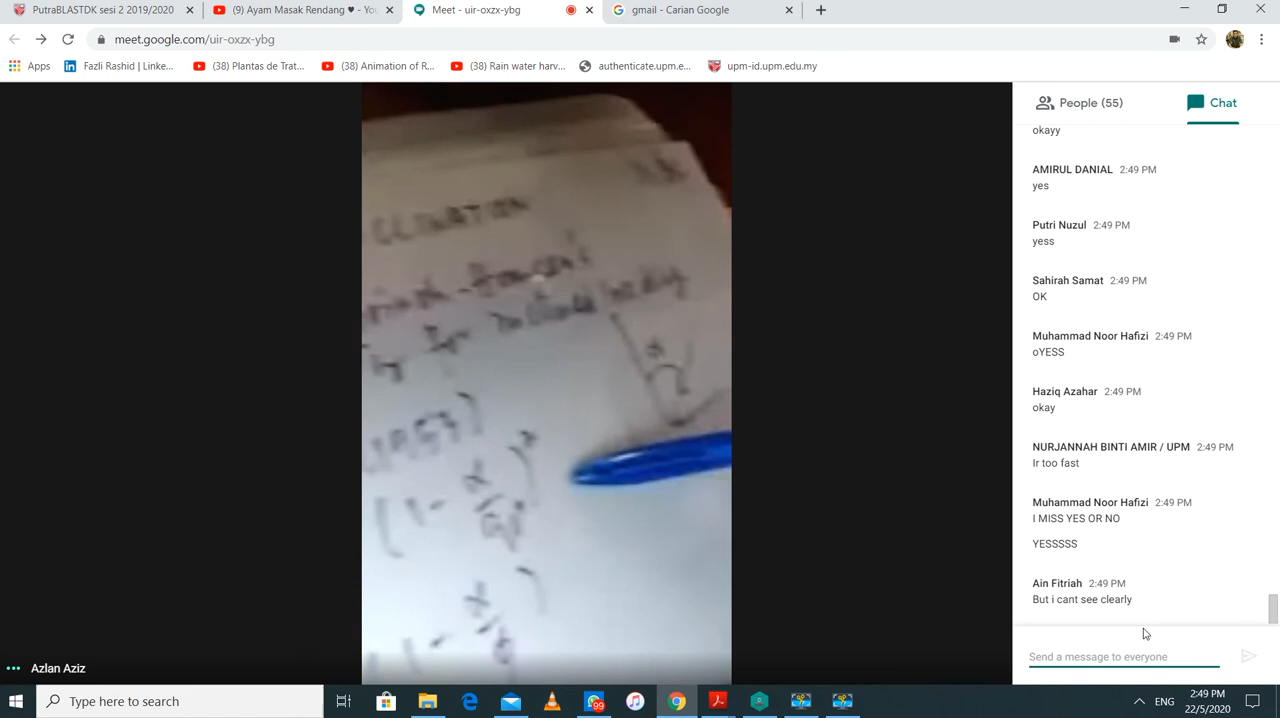 PutraBLASTDK sesi 2 2019/2020
(9) Ayam Masak Rendang ♥ - You
Meet - uir-oxzx-ybg
gmail - Carian Google
meet.google.com/uir-oxzx-ybg
Apps
Fazli Rashid | Linke...
(38) Plantas de Trat...
(38) Animation of R...
(38) Rain water harv...
authenticate.upm.e...
upm-id.upm.edu.my
People (55)
Chat
okayy
AMIRUL DANIAL 2:49 PM
yes
Putri Nuzul 2:49 PM
yess
Sahirah Samat 2:49 PM
OK
Muhammad Noor Hafizi 2:49 PM
oYESS
Haziq Azahar 2:49 PM
okay
NURJANNAH BINTI AMIR / UPM 2:49 PM
Ir too fast
Muhammad Noor Hafizi 2:49 PM
I MISS YES OR NO
YESSSSS
Ain Fitriah 2:49 PM
But i cant see clearly
Send a message to everyone
Azlan Aziz
Type here to search
99
ENG
2:49 PM
22/5/2020